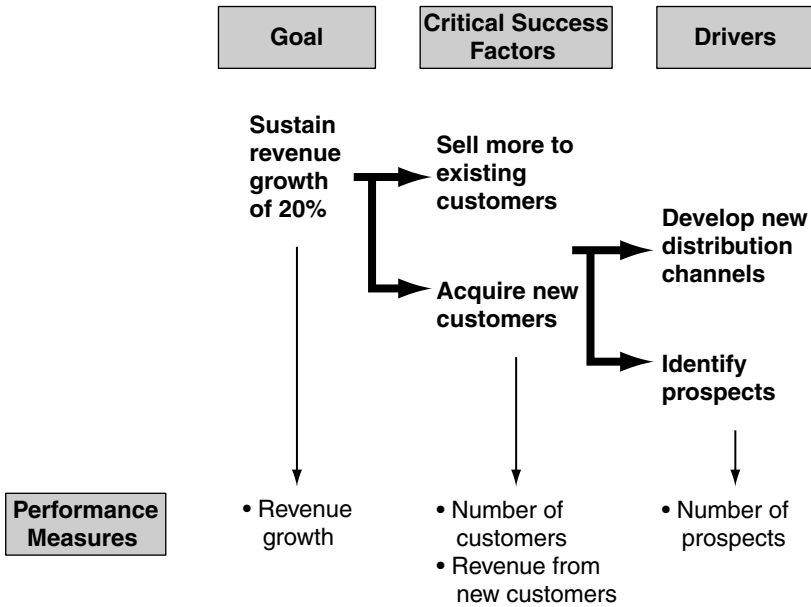 Goal
Critical Success
Factors
Drivers
Sustain
revenue
growth
of 20%
Sell more to
existing
customers
Acquire new
customers
Develop new
distribution
channels
Identify
prospects
Performance
Measures
• Revenue
growth
• Number of
customers
• Revenue from
new customers
• Number of
prospects